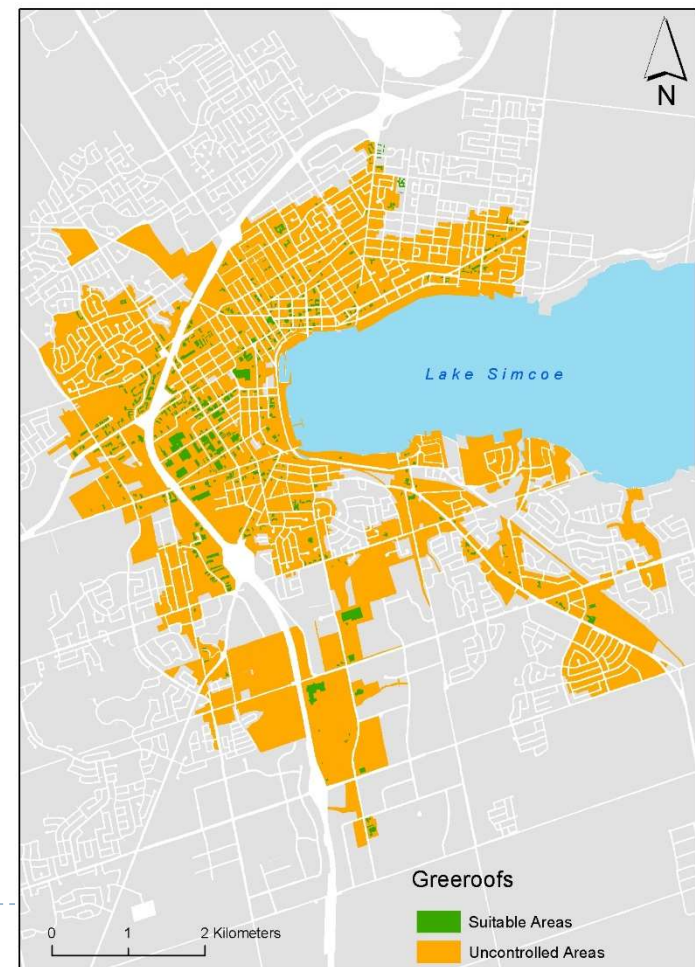 N
Lake Simcoe
Greeroofs
Suitable Areas
Uncontrolled Areas
0 1 2 Kilometers